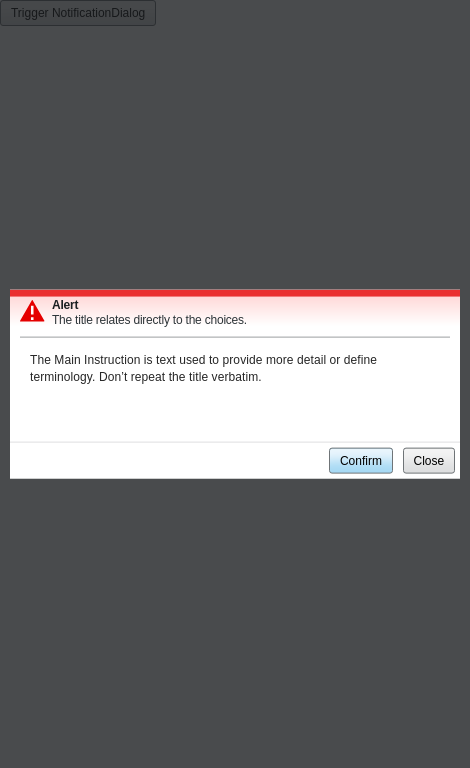 Trigger NotificationDialog
Alert
The title relates directly to the choices.
The Main Instruction is text used to provide more detail or define
terminology. Don’t repeat the title verbatim.
Confirm
Close